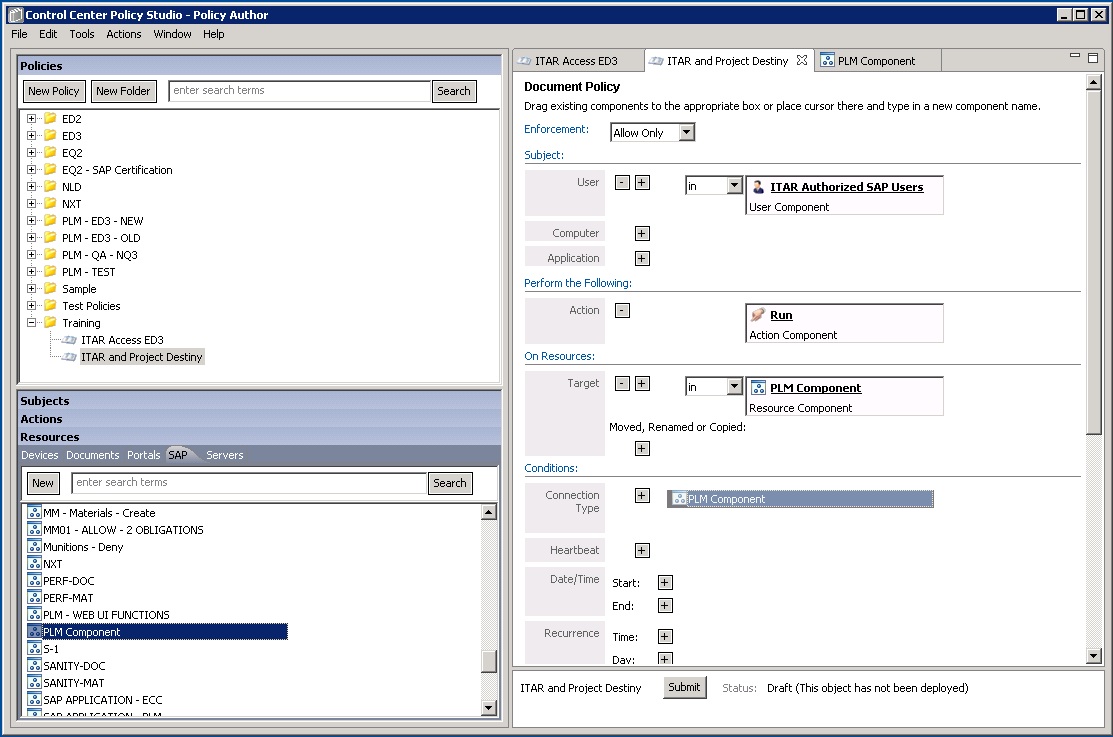 Control Center Policy Studio - Policy Author
File Edit Tools Actions Window Help
Policies
New Policy New Folder enter search terms Search
ED2
ED3
EQ2
EQ2 - SAP Certification
NLD
NXT
PLM - ED3 - NEW
PLM - ED3 - OLD
PLM - QA - NQ3
PLM - TEST
Sample
Test Policies
Training
ITAR Access ED3
ITAR and Project Destiny
Subjects
Actions
Resources
Devices Documents Portals SAP Servers
New enter search terms Search
MM - Materials - Create
MM01 - ALLOW - 2 OBLIGATIONS
Munitions - Deny
NXT
PERF-DOC
PERF-MAT
PLM - WEB UI FUNCTIONS
PLM Component
S-1
SANITY-DOC
SANITY-MAT
SAP APPLICATION - ECC
SAP APPLICATION - PLM
ITAR Access ED3 ITAR and Project Destiny PLM Component
Document Policy
Drag existing components to the appropriate box or place cursor there and type in a new component name.
Enforcement: Allow Only
Subject:
User - + in ITAR Authorized SAP Users
User Component
Computer +
Application +
Perform the Following:
Action - Run
Action Component
On Resources:
Target - + in PLM Component
Resource Component
Moved, Renamed or Copied:
+
Conditions:
Connection Type + PLM Component
Heartbeat +
Date/Time Start: +
End: +
Recurrence Time: +
Day: +
ITAR and Project Destiny Submit Status: Draft (This object has not been deployed)